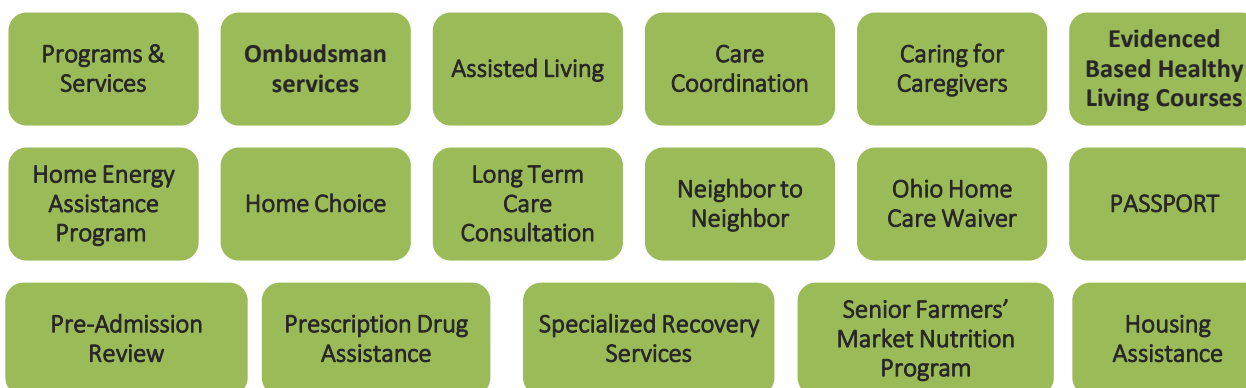 Programs &
Services
Ombudsman
services
Assisted Living
Care
Coordination
Caring for
Caregivers
Evidenced
Based Healthy
Living Courses
Home Energy
Assistance
Program
Home Choice
Long Term
Care
Consultation
Neighbor to
Neighbor
Ohio Home
Care Waiver
PASSPORT
Pre-Admission
Review
Prescription Drug
Assistance
Specialized Recovery
Services
Senior Farmers’
Market Nutrition
Program
Housing
Assistance